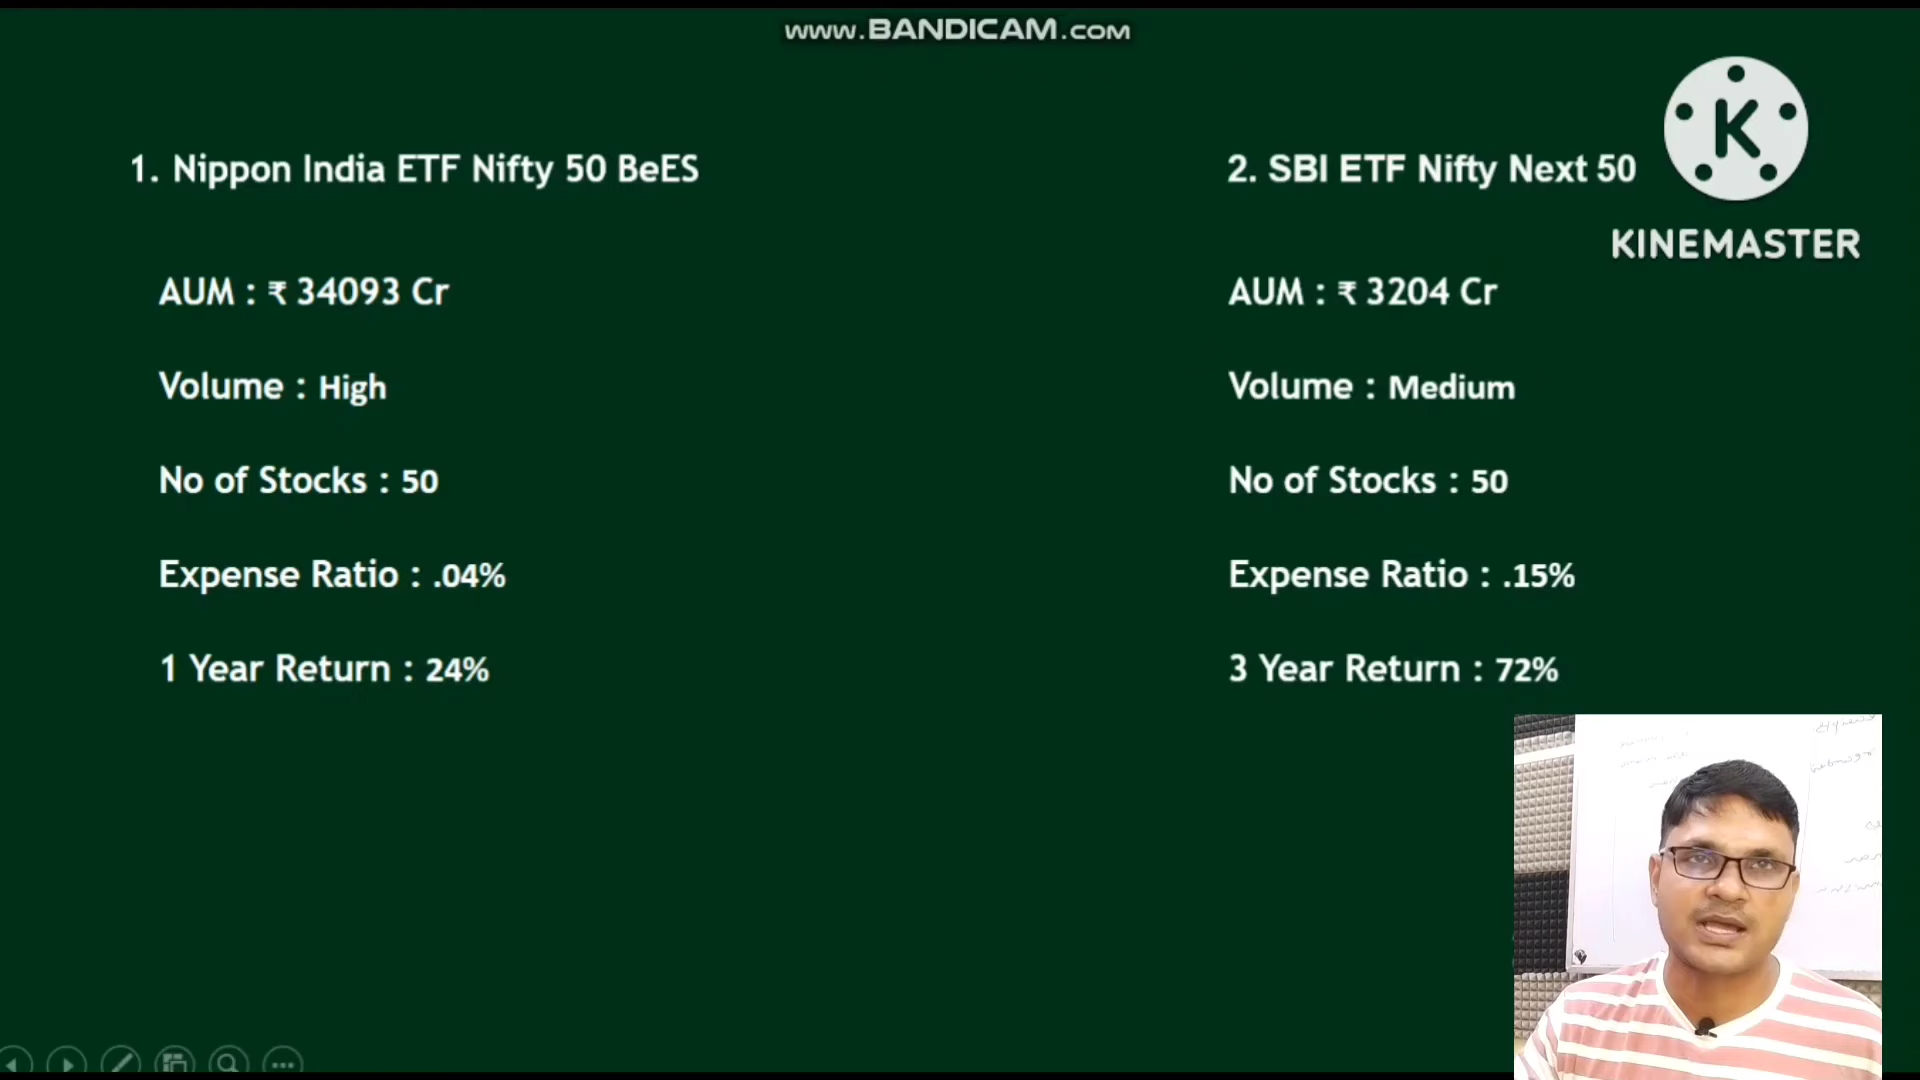 www.BANDICAM.com
K
KINEMASTER
1. Nippon India ETF Nifty 50 BeES
AUM : ₹ 34093 Cr
Volume : High
No of Stocks : 50
Expense Ratio : .04%
1 Year Return : 24%
2. SBI ETF Nifty Next 50
AUM : ₹ 3204 Cr
Volume : Medium
No of Stocks : 50
Expense Ratio : .15%
3 Year Return : 72%